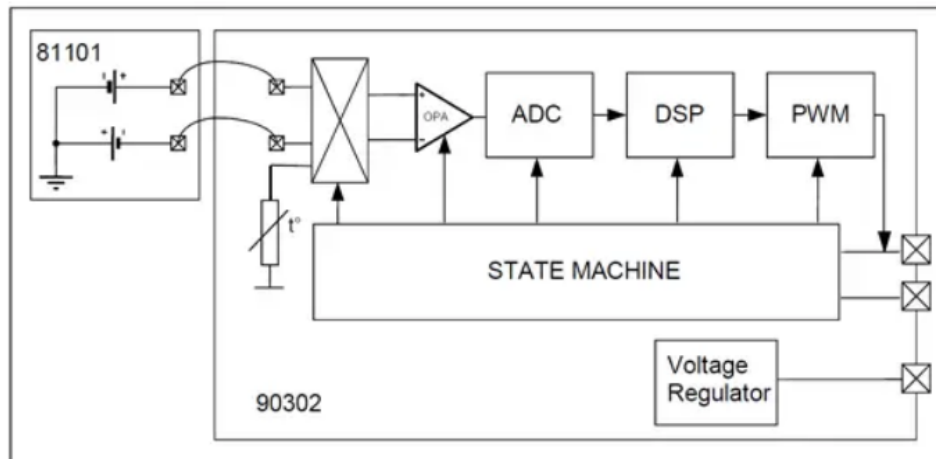 81101
OPA
ADC
DSP
PWM
t°
STATE MACHINE
Voltage
Regulator
90302